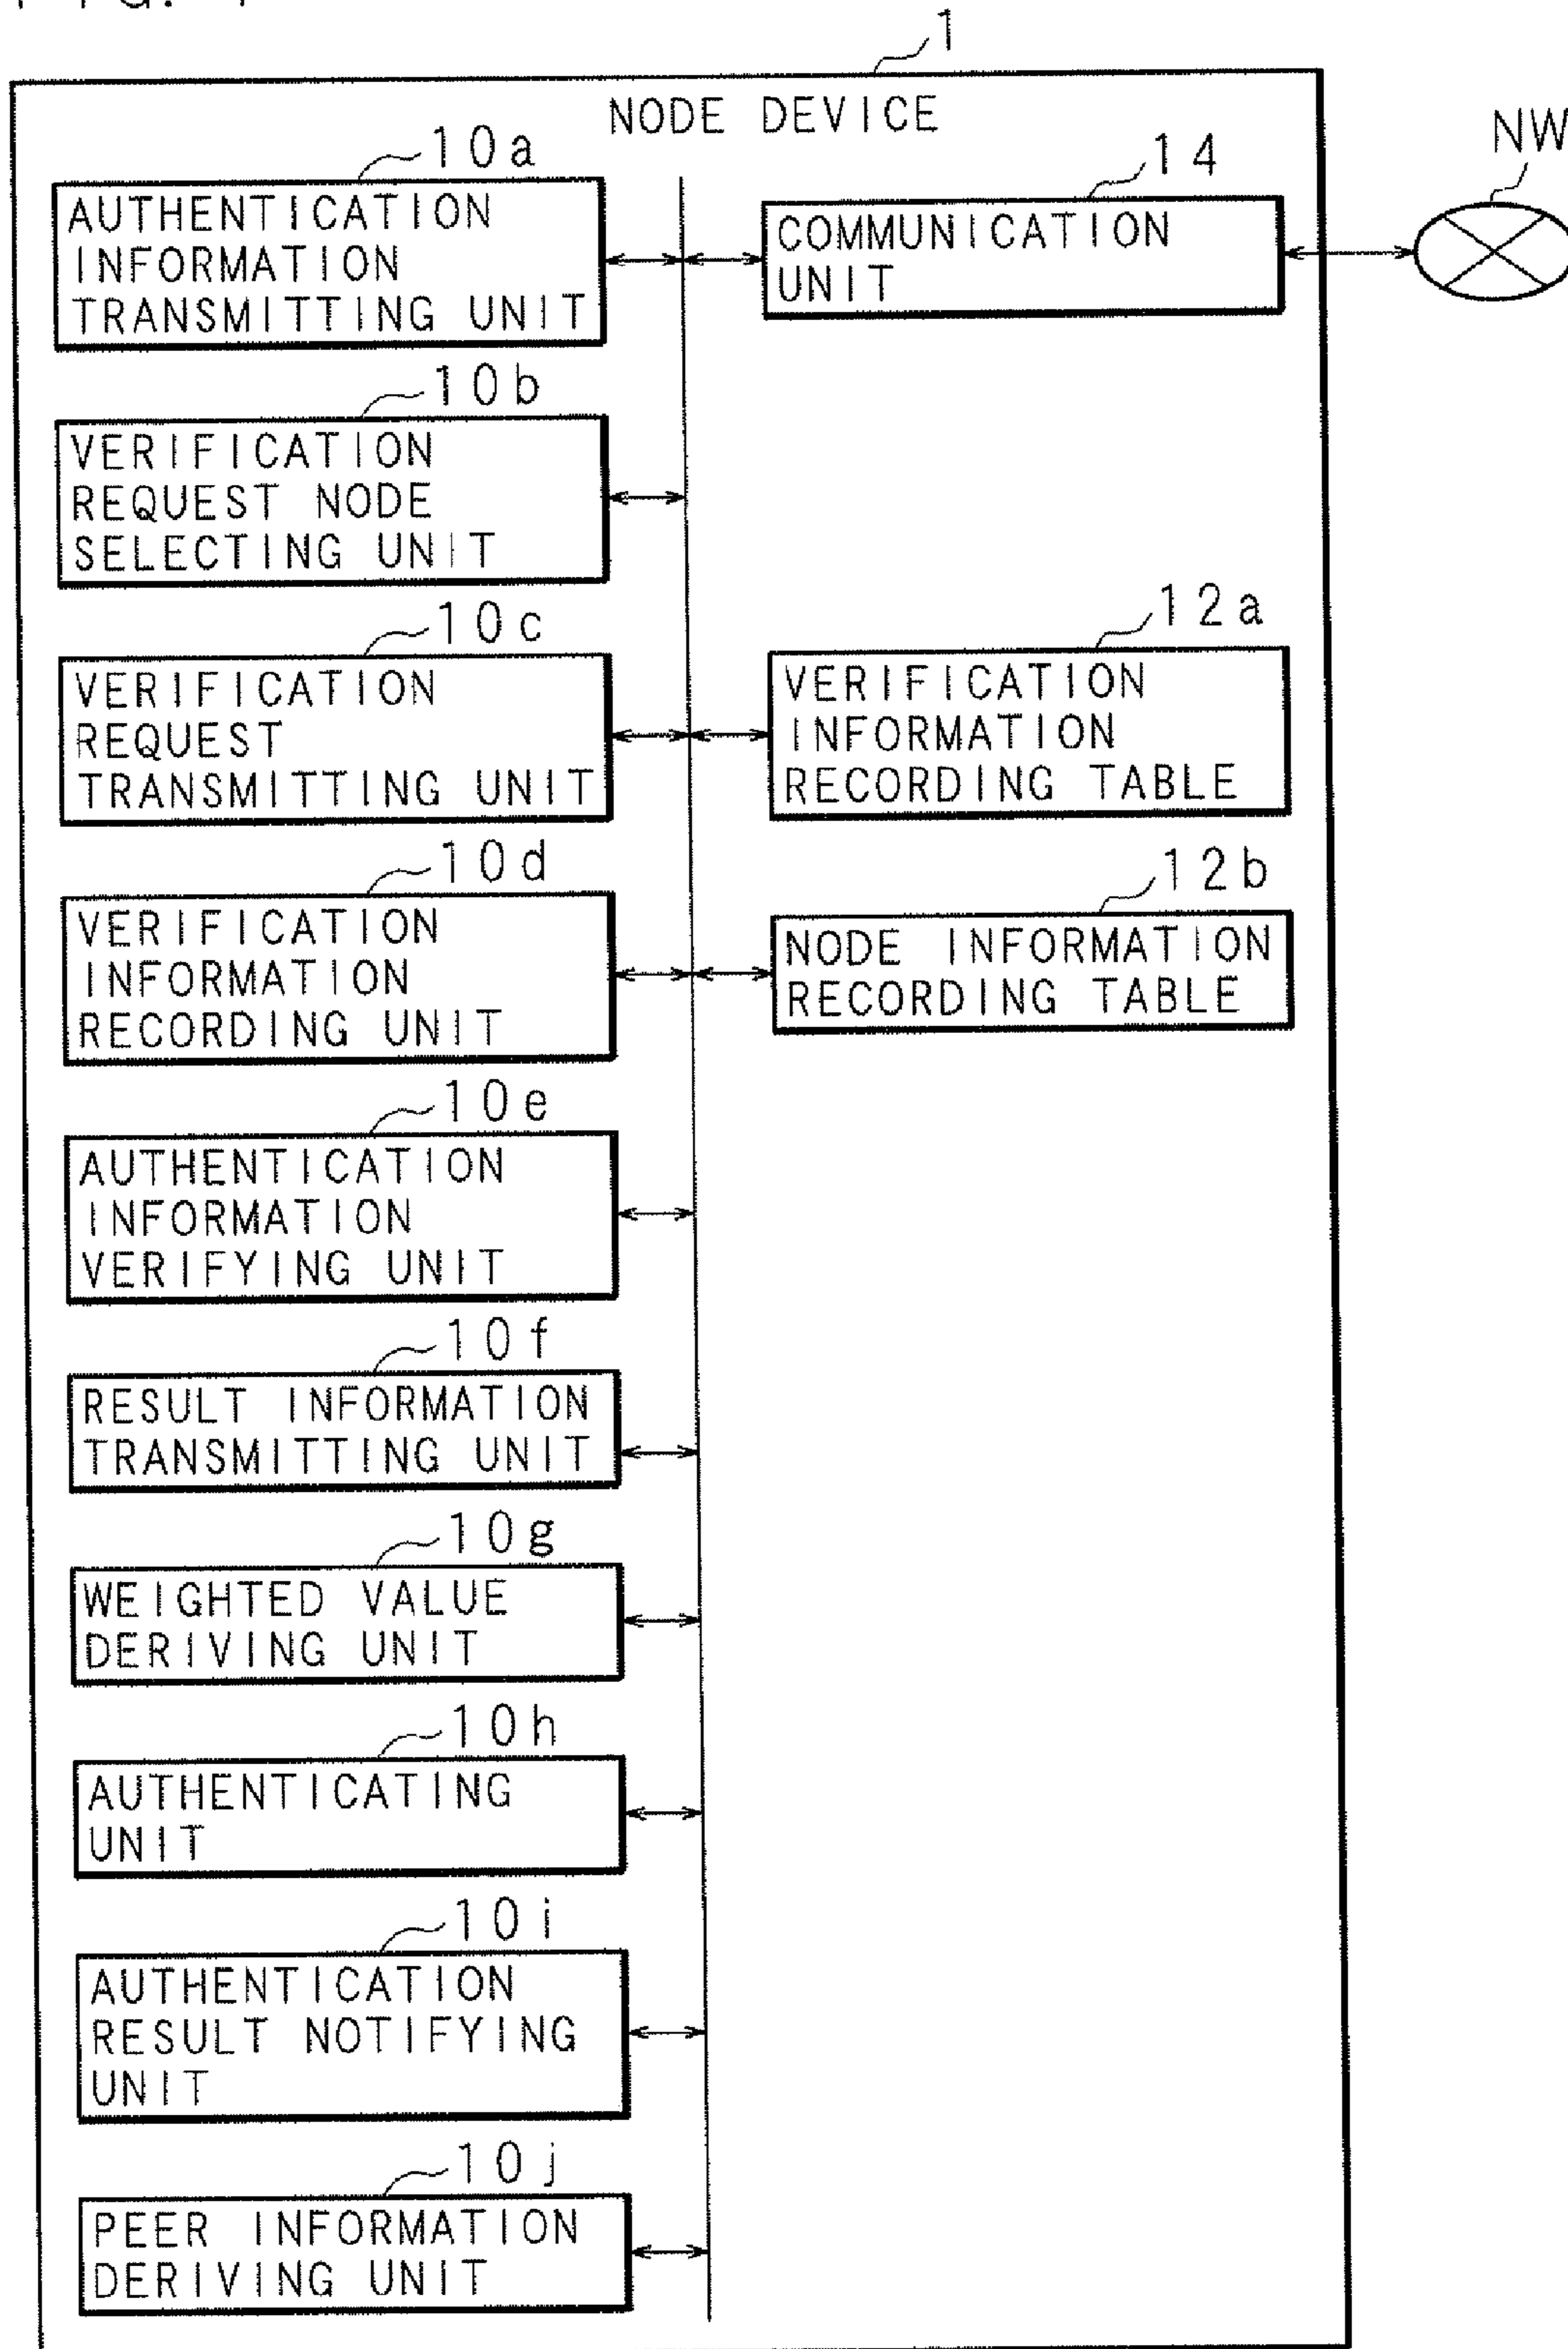 1
NODE DEVICE
NW
10a
AUTHENTICATION
INFORMATION
TRANSMITTING UNIT
14
COMMUNICATION
UNIT
10b
VERIFICATION
REQUEST NODE
SELECTING UNIT
10c
VERIFICATION
REQUEST
TRANSMITTING UNIT
12a
VERIFICATION
INFORMATION
RECORDING TABLE
10d
VERIFICATION
INFORMATION
RECORDING UNIT
12b
NODE INFORMATION
RECORDING TABLE
10e
AUTHENTICATION
INFORMATION
VERIFYING UNIT
10f
RESULT INFORMATION
TRANSMITTING UNIT
10g
WEIGHTED VALUE
DERIVING UNIT
10h
AUTHENTICATING
UNIT
10i
AUTHENTICATION
RESULT NOTIFYING
UNIT
10j
PEER INFORMATION
DERIVING UNIT